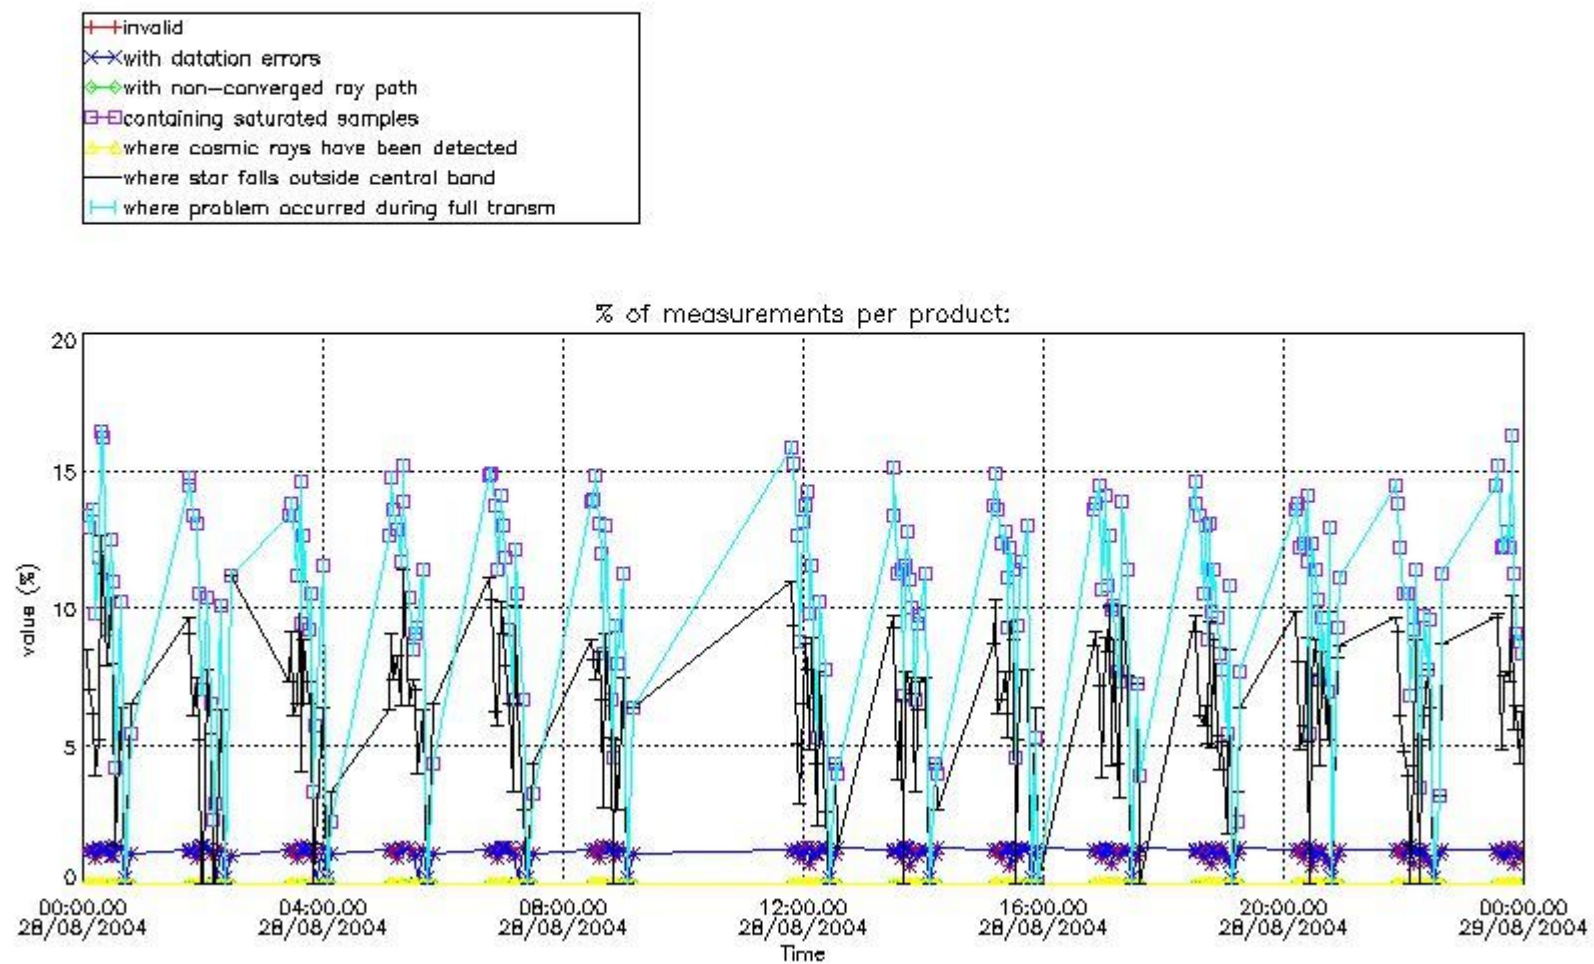 invalid
with datation errors
with non-converged ray path
containing saturated samples
where cosmic rays have been detected
where star falls outside central band
where problem occurred during full transm
% of measurements per product:
20
15
10
5
0
value (%)
00:00:00 04:00:00 08:00:00 12:00:00 16:00:00 20:00:00 00:00:00
28/08/2004 28/08/2004 28/08/2004 28/08/2004 28/08/2004 28/08/2004 29/08/2004
Time